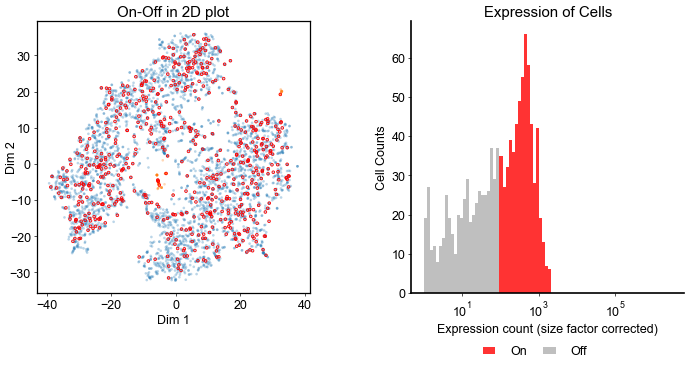 On-Off in 2D plot
30
20
10
0
−10
−20
−30
Dim 2
−40
−20
0
20
40
Dim 1
Expression of Cells
60
50
40
30
20
10
0
Cell Counts
10^1
10^3
10^5
Expression count (size factor corrected)
On
Off